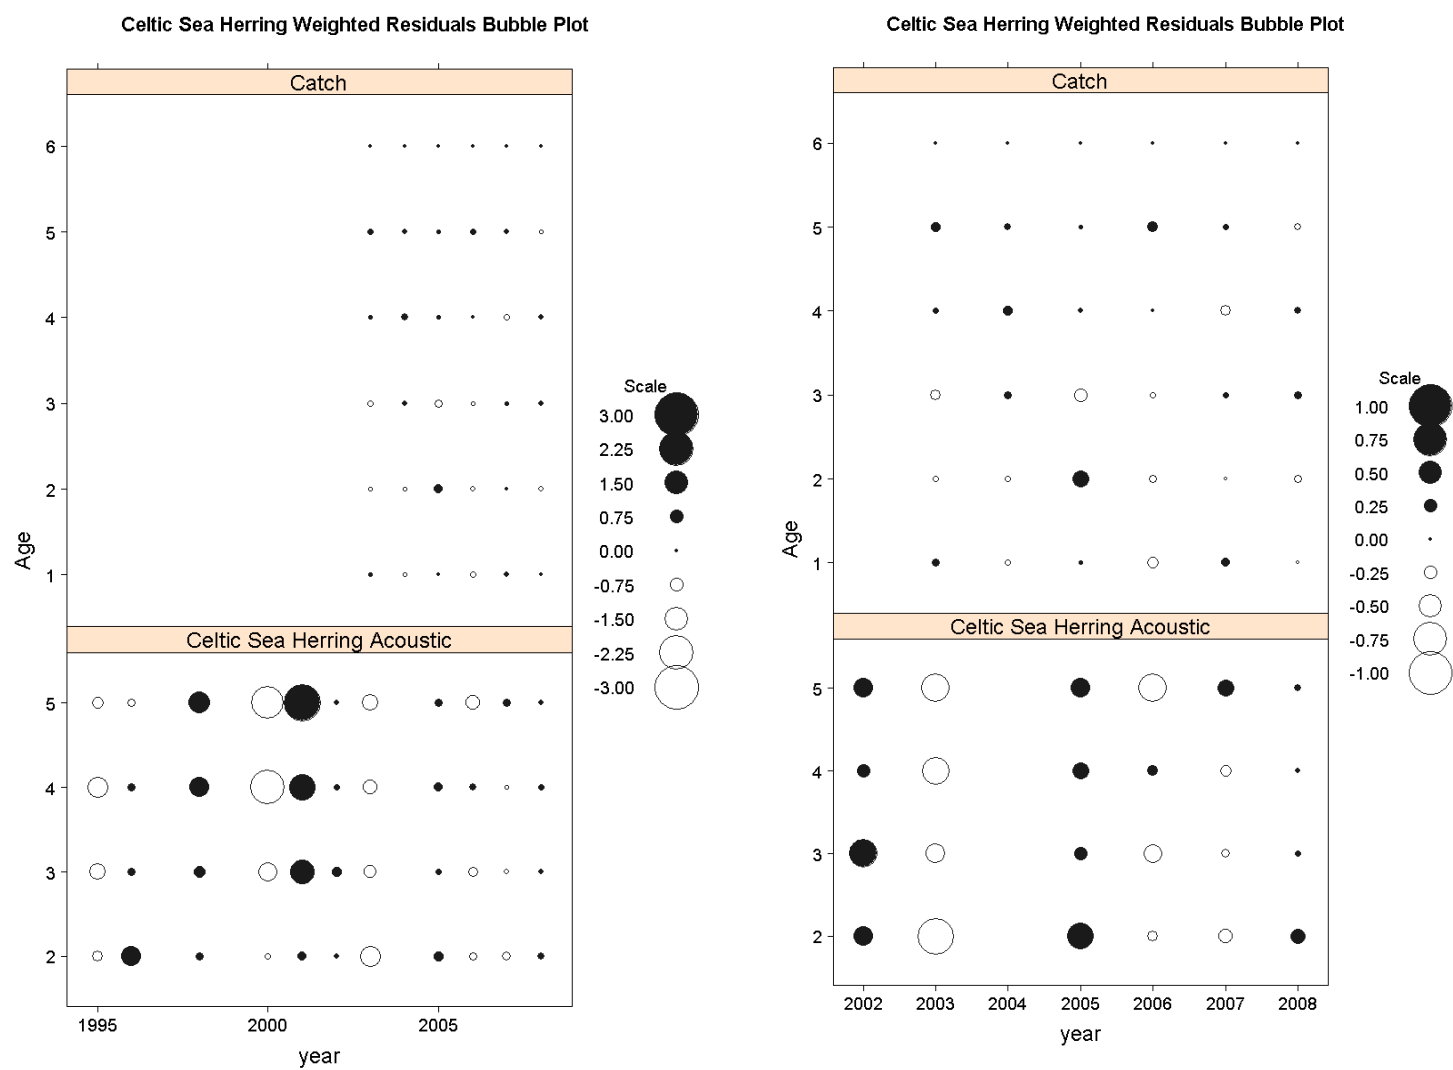 Celtic Sea Herring Weighted Residuals Bubble Plot
Catch
6
5
4
3
2
1
Age
Celtic Sea Herring Acoustic
5
4
3
2
1995 2000 2005
year
Scale
3.00
2.25
1.50
0.75
0.00
-0.75
-1.50
-2.25
-3.00
Celtic Sea Herring Weighted Residuals Bubble Plot
Catch
6
5
4
3
2
1
Age
Celtic Sea Herring Acoustic
5
4
3
2
2002 2003 2004 2005 2006 2007 2008
year
Scale
1.00
0.75
0.50
0.25
0.00
-0.25
-0.50
-0.75
-1.00